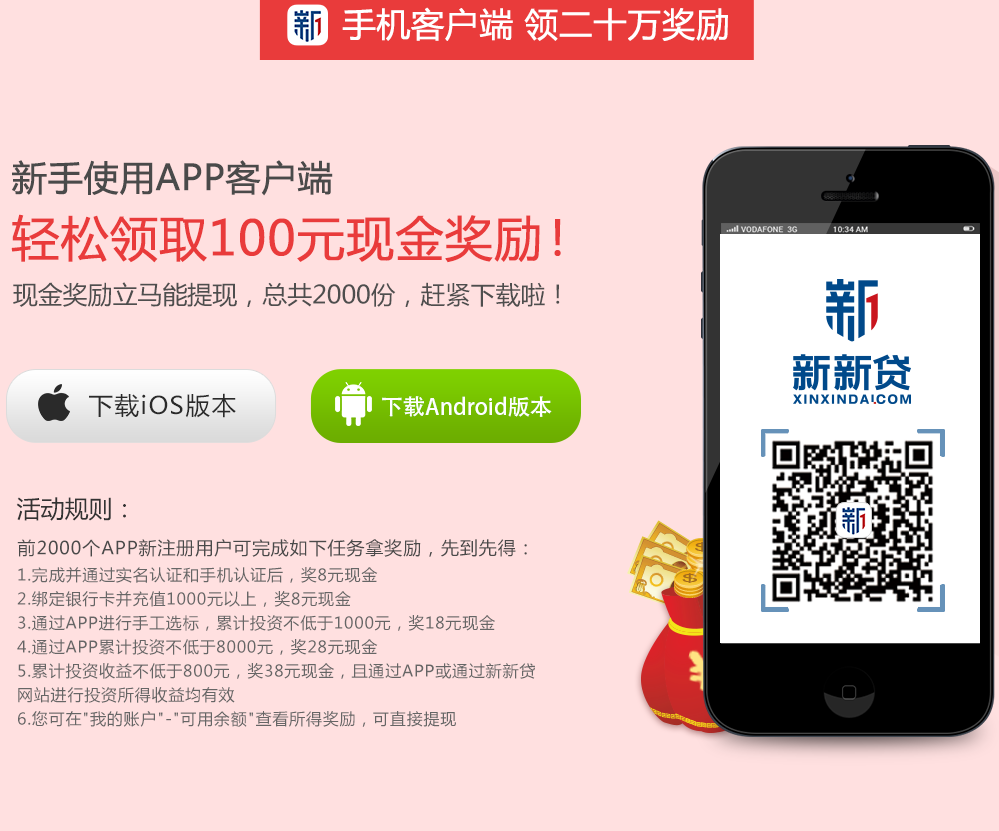 新1 手机客户端 领二十万奖励
新手使用APP客户端
轻松领取100元现金奖励！
现金奖励立马能提现，总共2000份，赶紧下载啦！
VODAFONE 3G 10:34 AM
新1
新新贷
XINXINDAI.COM
下载iOS版本
下载Android版本
新1
活动规则：
前2000个APP新注册用户可完成如下任务拿奖励，先到先得：
1.完成并通过实名认证和手机认证后，奖8元现金
2.绑定银行卡并充值1000元以上，奖8元现金
3.通过APP进行手工选标，累计投资不低于1000元，奖18元现金
4.通过APP累计投资不低于8000元，奖28元现金
5.累计投资收益不低于800元，奖38元现金，且通过APP或通过新新贷
网站进行投资所得收益均有效
6.您可在"我的账户"-"可用余额"查看所得奖励，可直接提现
¥